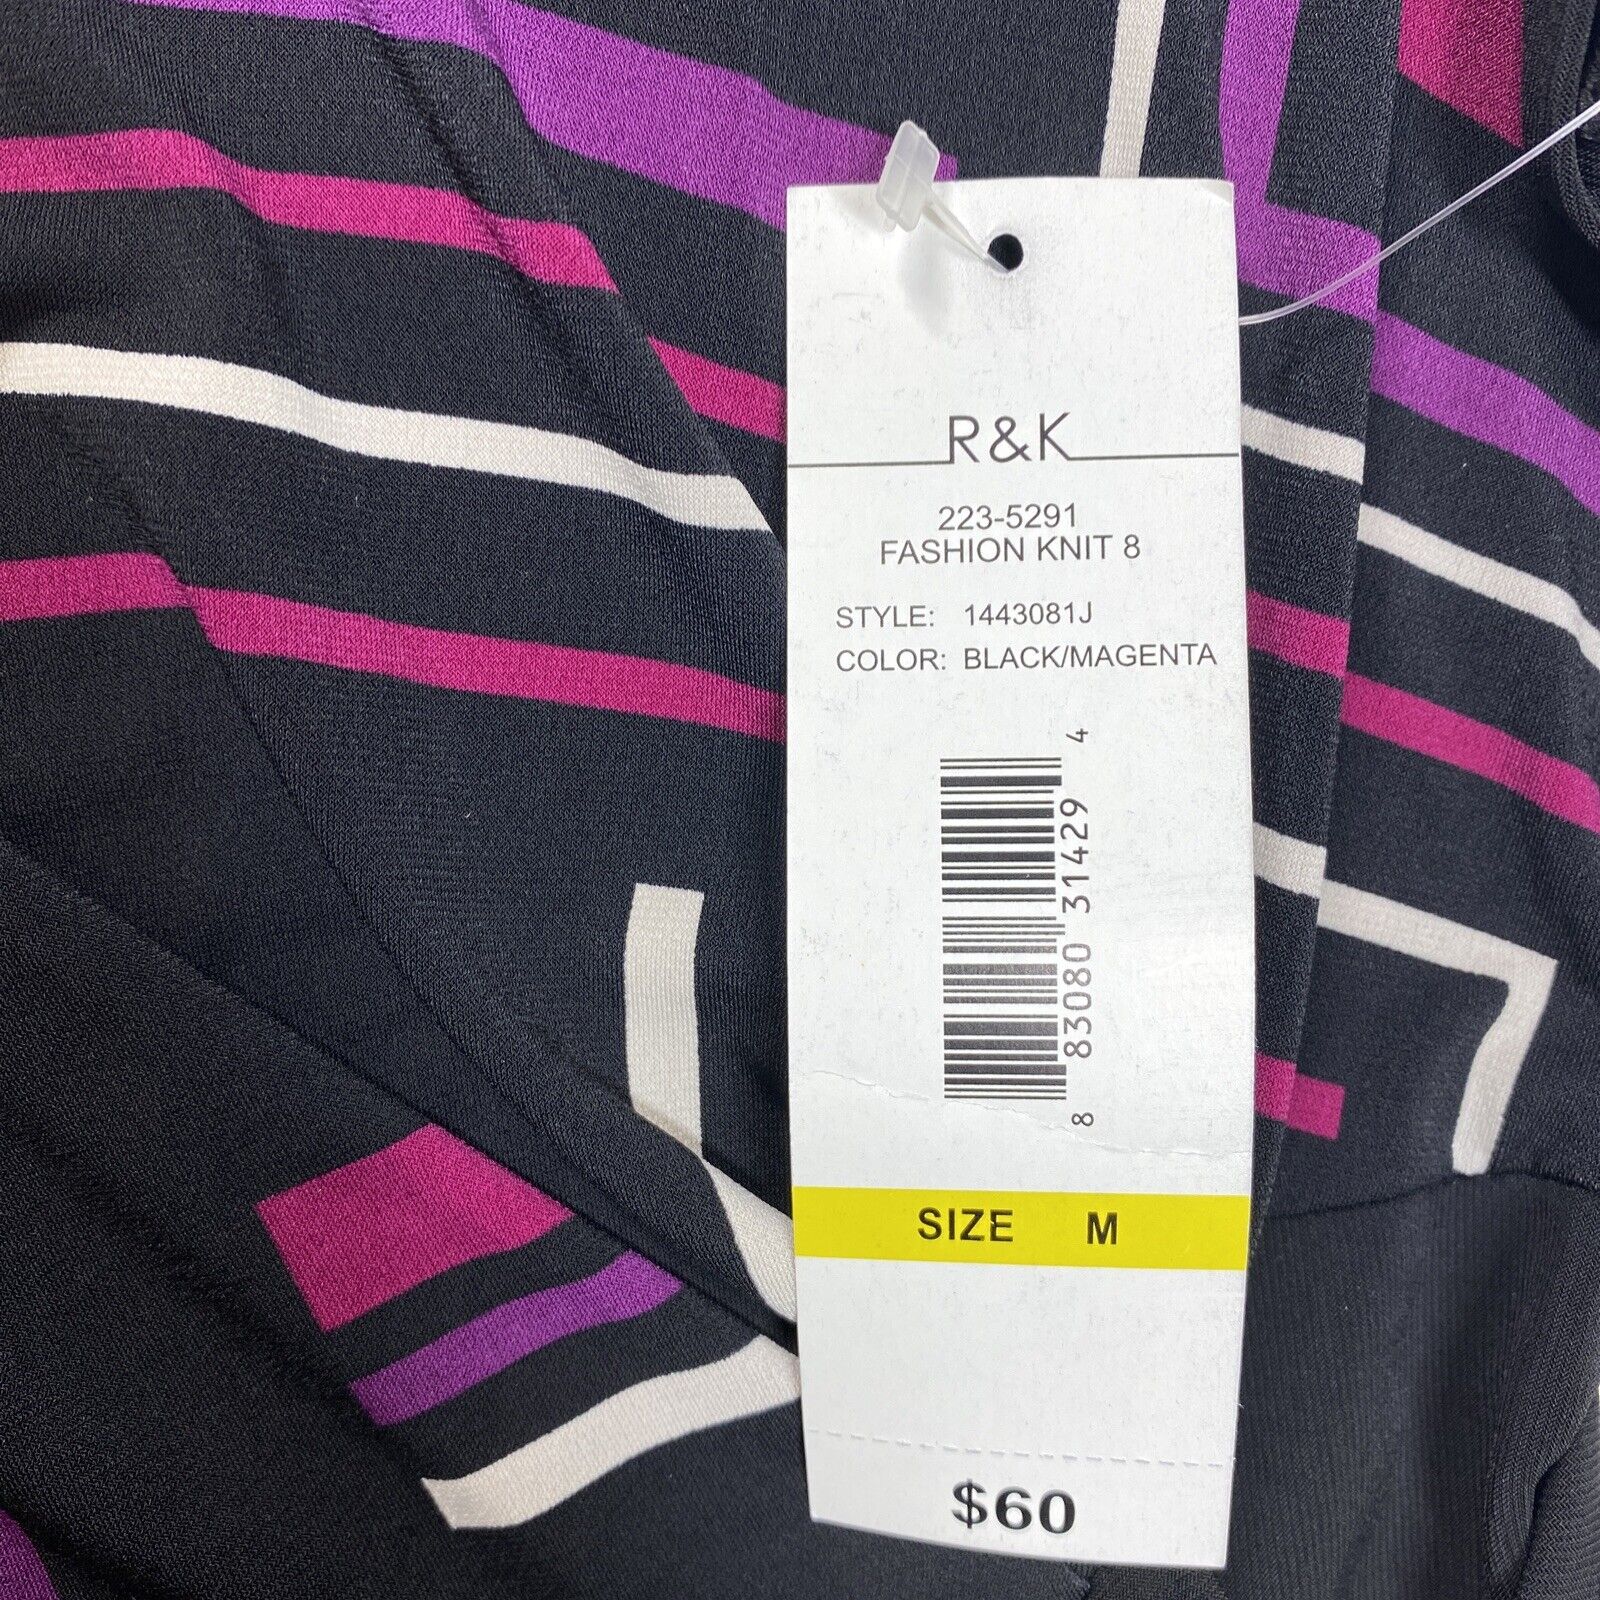 R&K
223-5291
FASHION KNIT 8
STYLE: 1443081J
COLOR: BLACK/MAGENTA
8 83080 31429 4
SIZE M
$60